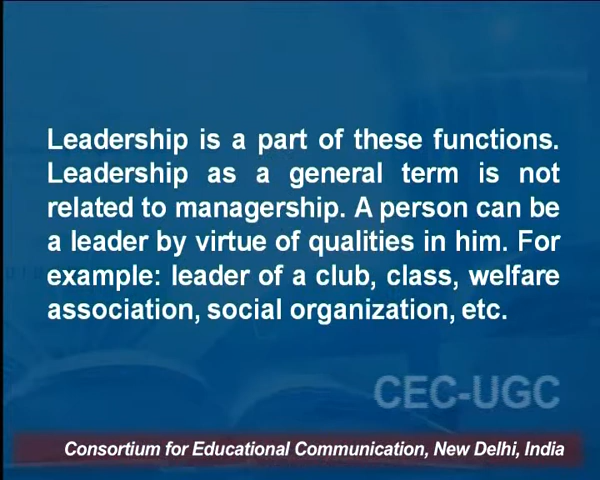 Leadership is a part of these functions.
Leadership as a general term is not
related to managership. A person can be
a leader by virtue of qualities in him. For
example: leader of a club, class, welfare
association, social organization, etc.
CEC-UGC
Consortium for Educational Communication, New Delhi, India